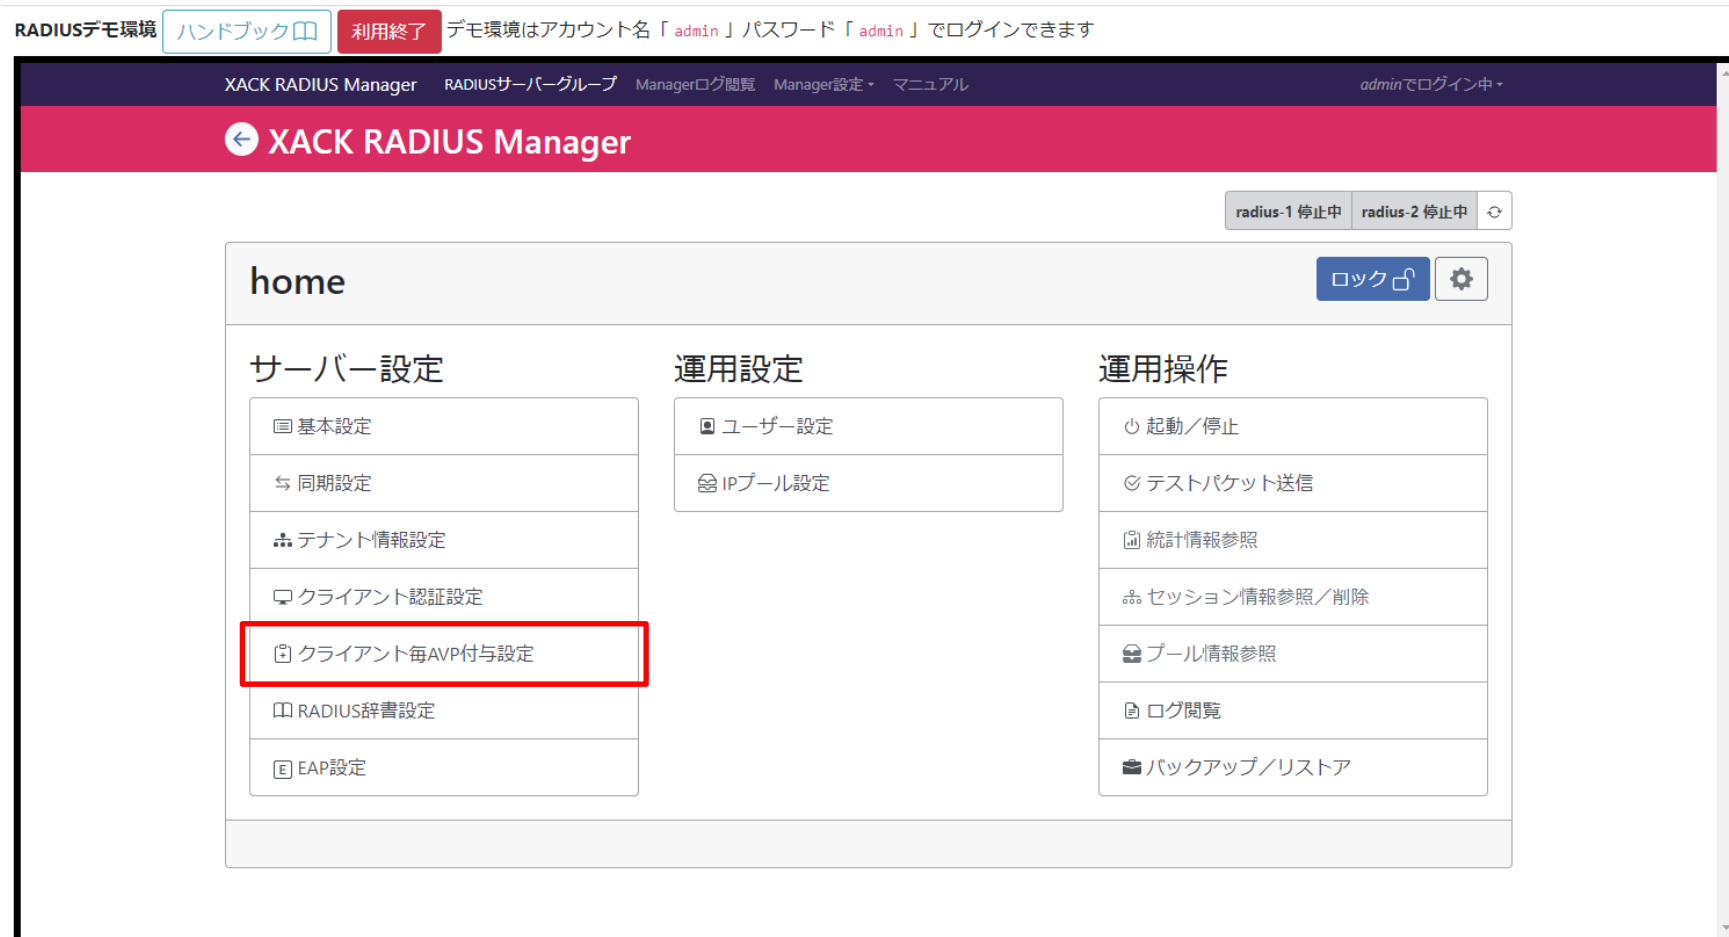 RADIUSデモ環境 ハンドブック 利用終了 デモ環境はアカウント名「 admin 」パスワード「 admin 」でログインできます
XACK RADIUS Manager RADIUSサーバーグループ Managerログ閲覧 Manager設定 マニュアル adminでログイン中
XACK RADIUS Manager
radius-1 停止中 radius-2 停止中
home ロック
サーバー設定
基本設定
同期設定
テナント情報設定
クライアント認証設定
クライアント毎AVP付与設定
RADIUS辞書設定
EAP設定
運用設定
ユーザー設定
IPプール設定
運用操作
起動／停止
テストパケット送信
統計情報参照
セッション情報参照／削除
プール情報参照
ログ閲覧
バックアップ／リストア